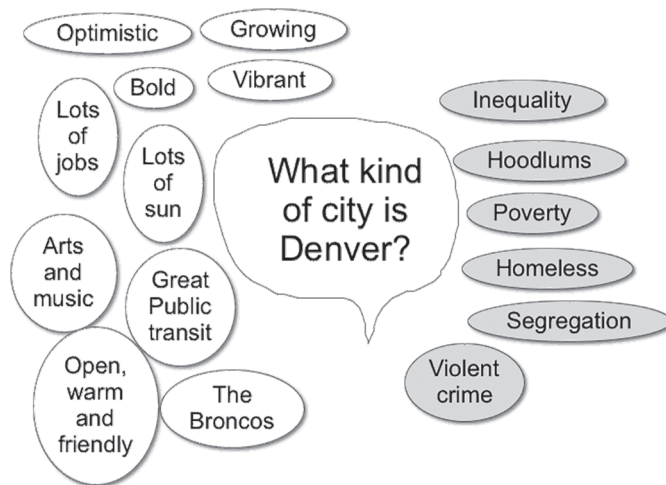 Optimistic
Growing
Bold
Vibrant
Lots
of
jobs
Lots
of
sun
Arts
and
music
Great
Public
transit
Open,
warm
and
friendly
The
Broncos
What kind
of city is
Denver?
Inequality
Hoodlums
Poverty
Homeless
Segregation
Violent
crime